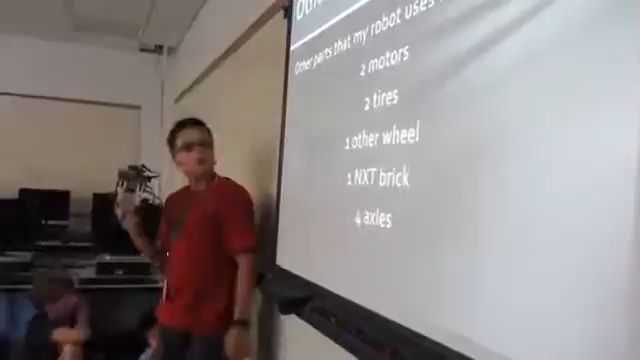 Other parts that my robot uses
2 motors
2 tires
1 other wheel
1 NXT brick
4 axles